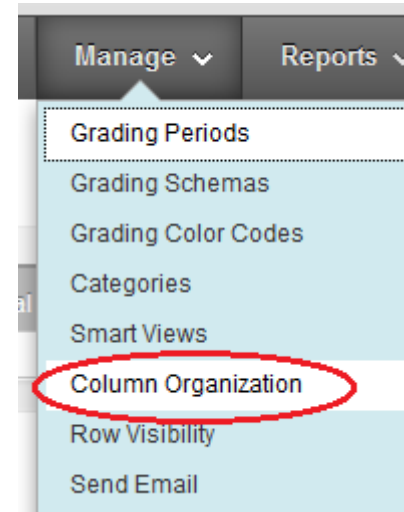 Manage Reports
Grading Periods
Grading Schemas
Grading Color Codes
Categories
Smart Views
Column Organization
Row Visibility
Send Email